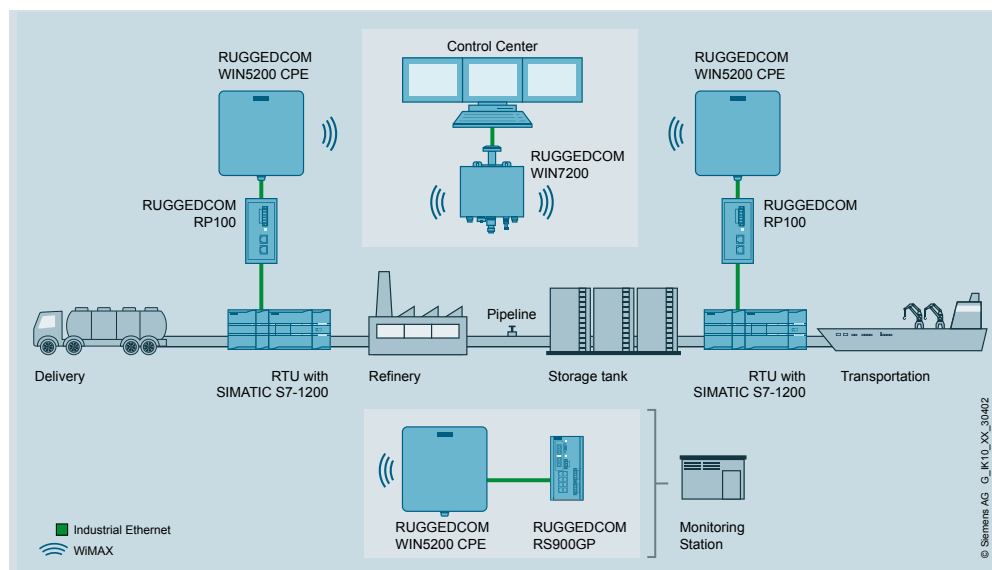 RUGGEDCOM
WIN5200 CPE
Control Center
RUGGEDCOM
WIN5200 CPE
RUGGEDCOM
WIN7200
RUGGEDCOM
RP100
RUGGEDCOM
RP100
Pipeline
Delivery
RTU with
SIMATIC S7-1200
Refinery
Storage tank
RTU with
SIMATIC S7-1200
Transportation
RUGGEDCOM
WIN5200 CPE
RUGGEDCOM
RS900GP
Monitoring
Station
Industrial Ethernet
WiMAX
© Siemens AG G_IK10_XX_30402